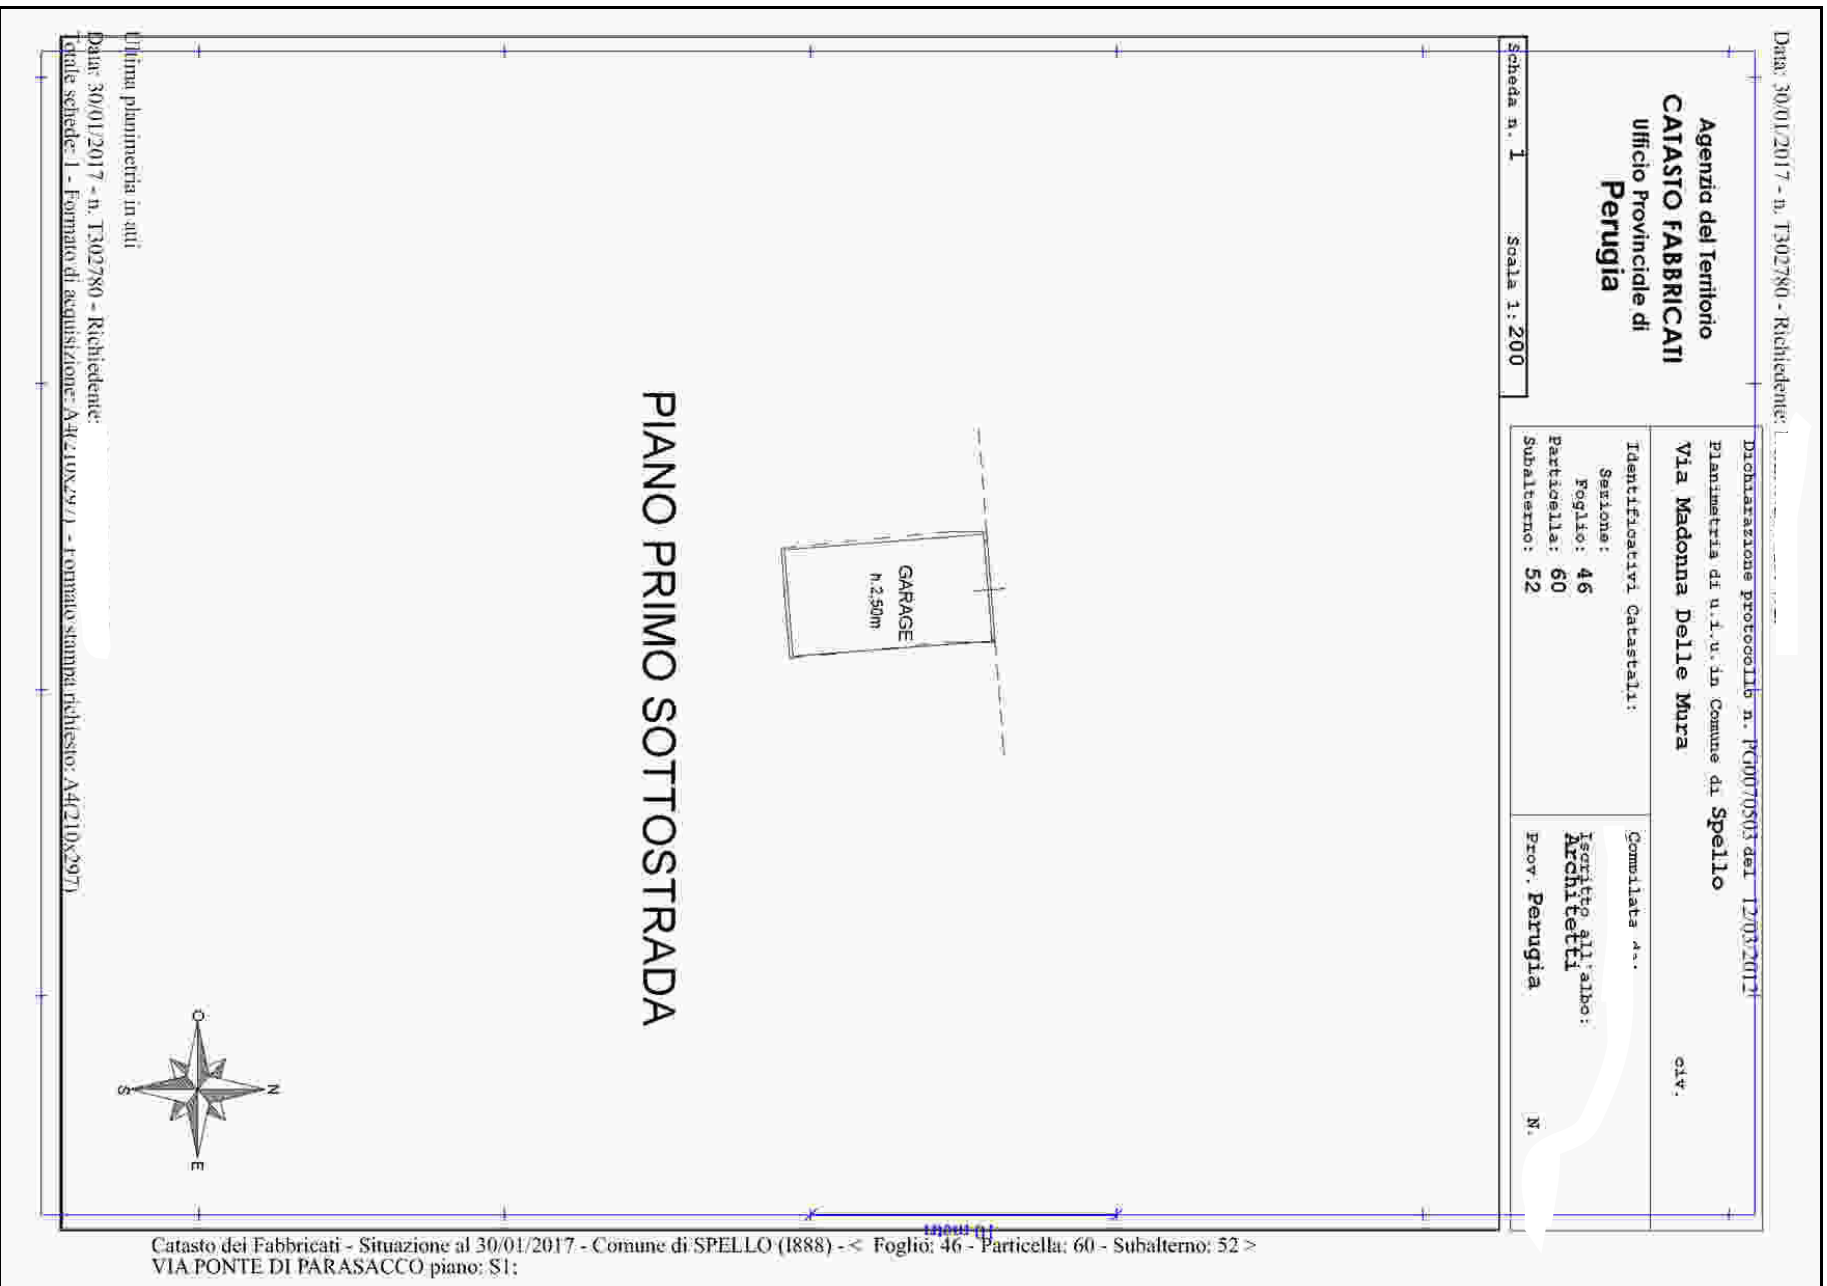 Data: 30/01/2017 - n. T302780 - Richiedente:
Agenzia del Territorio
CATASTO FABBRICATI
Ufficio Provinciale di
Perugia
Dichiarazione protocollo n. PG0070503 del 12/03/2012
Planimetria di u.i.u. in Comune di Spello
Via Madonna Delle Mura civ.
Identificativi Catastali:
Sezione:
Foglio: 46
Particella: 60
Subalterno: 52
Compilata da:
Iscritto all'albo:
Architetti
Prov. Perugia N.
Scheda n. 1 Scala 1:200
GARAGE
h.2,50m
PIANO PRIMO SOTTOSTRADA
O
N
S
E
10 metri
Ultima planimetria in atti
Data: 30/01/2017 - n. T302780 - Richiedente:
Totale schede: 1 - Formato di acquisizione: A4(210x297) - Formato stampa richiesto: A4(210x297)
Catasto dei Fabbricati - Situazione al 30/01/2017 - Comune di SPELLO (I888) - < Foglio: 46 - Particella: 60 - Subalterno: 52 >
VIA PONTE DI PARASACCO piano: S1;